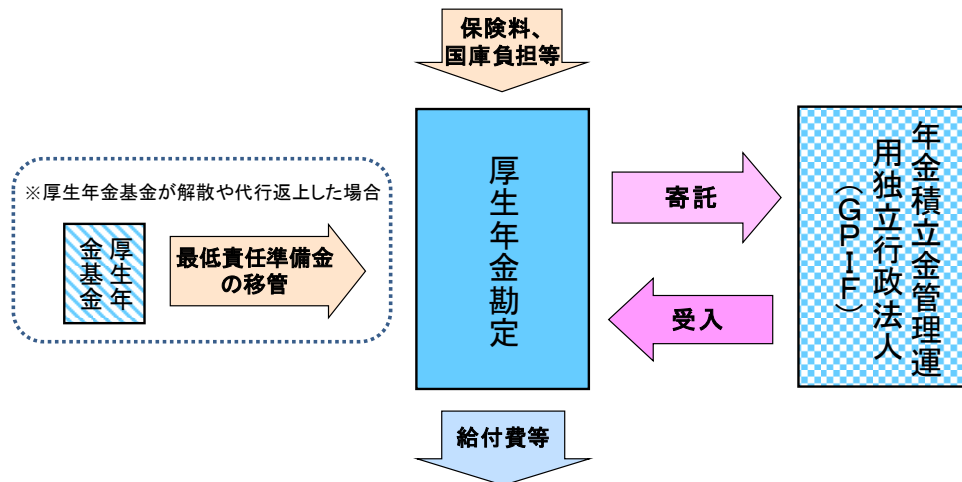 保険料、
国庫負担等
※厚生年金基金が解散や代行返上した場合
厚生年
金基金
最低責任準備金
の移管
厚生年金勘定
寄託
受入
年金積立金管理運
用独立行政法人
（ＧＰＩＦ）
給付費等